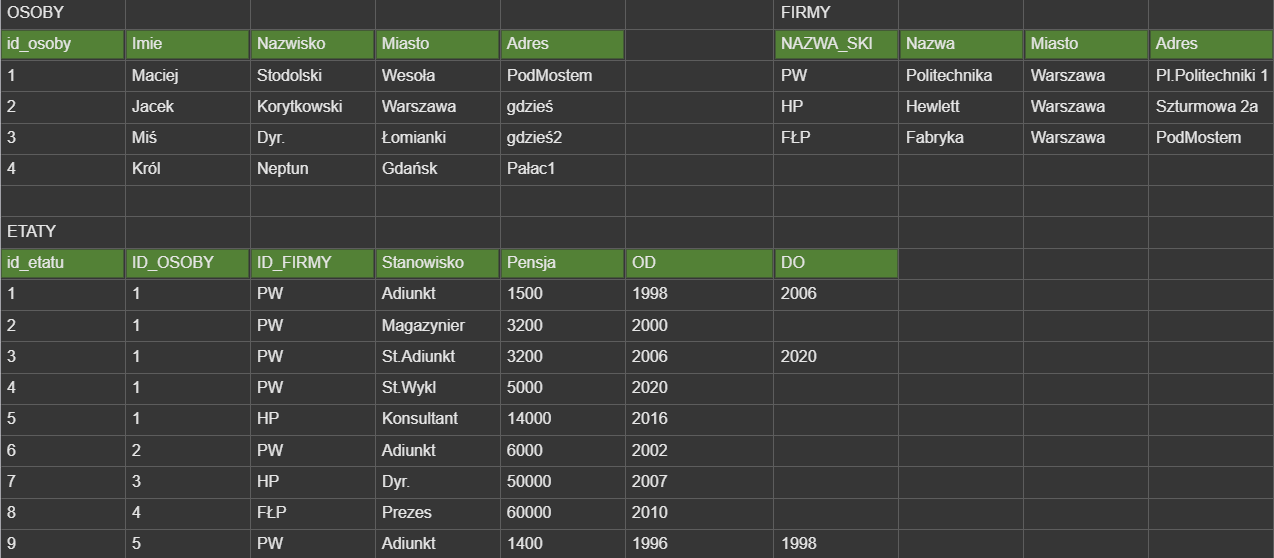 OSOBY FIRMY
id_osoby Imie Nazwisko Miasto Adres NAZWA_SKI Nazwa Miasto Adres
1 Maciej Stodolski Wesoła PodMostem PW Politechnika Warszawa Pl.Politechniki 1
2 Jacek Korytkowski Warszawa gdzieś HP Hewlett Warszawa Szturmowa 2a
3 Miś Dyr. Łomianki gdzieś2 FŁP Fabryka Warszawa PodMostem
4 Król Neptun Gdańsk Pałac1
ETATY
id_etatu ID_OSOBY ID_FIRMY Stanowisko Pensja OD DO
1 1 PW Adiunkt 1500 1998 2006
2 1 PW Magazynier 3200 2000
3 1 PW St.Adiunkt 3200 2006 2020
4 1 PW St.Wykl 5000 2020
5 1 HP Konsultant 14000 2016
6 2 PW Adiunkt 6000 2002
7 3 HP Dyr. 50000 2007
8 4 FŁP Prezes 60000 2010
9 5 PW Adiunkt 1400 1996 1998